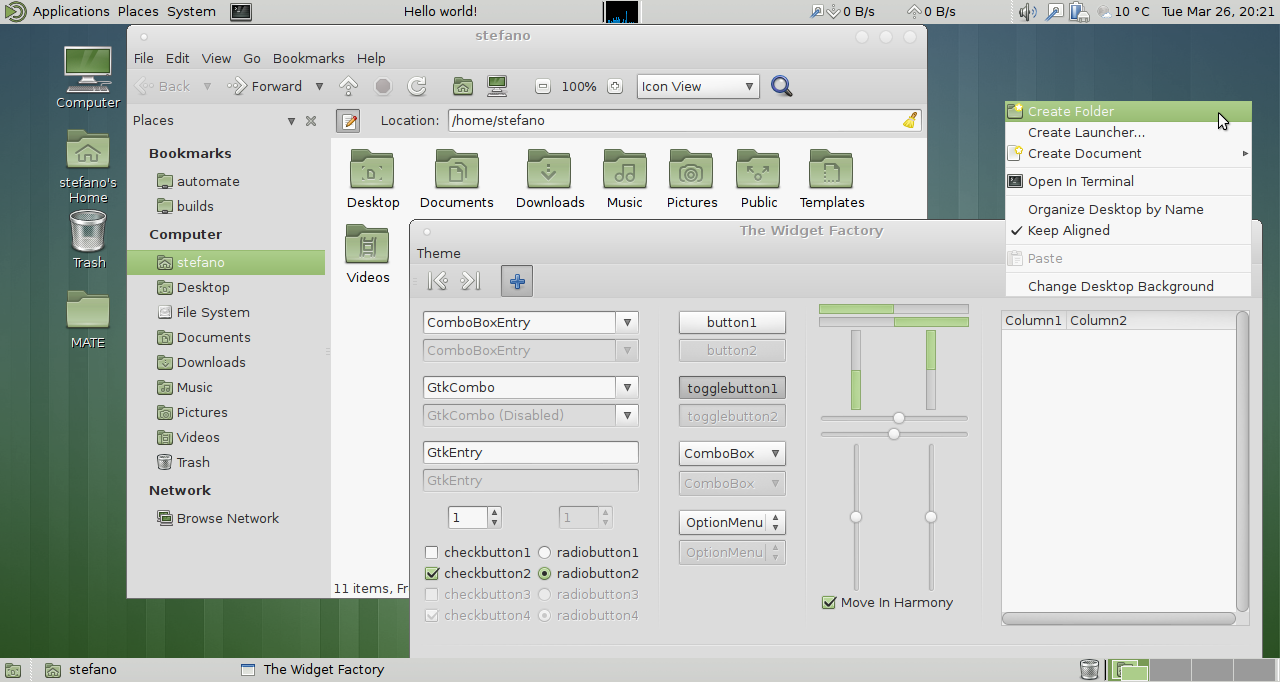 Applications Places System Hello world! 0 B/s 0 B/s 10 °C Tue Mar 26, 20:21
Computer
stefano's
Home
Trash
MATE
stefano
File Edit View Go Bookmarks Help
Back Forward 100% Icon View
Places
Location: /home/stefano
Bookmarks
automate
builds
Computer
stefano
Desktop
File System
Documents
Downloads
Music
Pictures
Videos
Trash
Network
Browse Network
Desktop Documents Downloads Music Pictures Public Templates
Videos
11 items, Fr
Create Folder
Create Launcher...
Create Document
Open In Terminal
Organize Desktop by Name
Keep Aligned
Paste
Change Desktop Background
The Widget Factory
Theme
ComboBoxEntry
ComboBoxEntry
GtkCombo
GtkCombo (Disabled)
GtkEntry
GtkEntry
1 1
checkbutton1 radiobutton1
checkbutton2 radiobutton2
checkbutton3 radiobutton3
checkbutton4 radiobutton4
button1
button2
togglebutton1
togglebutton2
ComboBox
ComboBox
OptionMenu
OptionMenu
Move In Harmony
Column1 Column2
stefano The Widget Factory